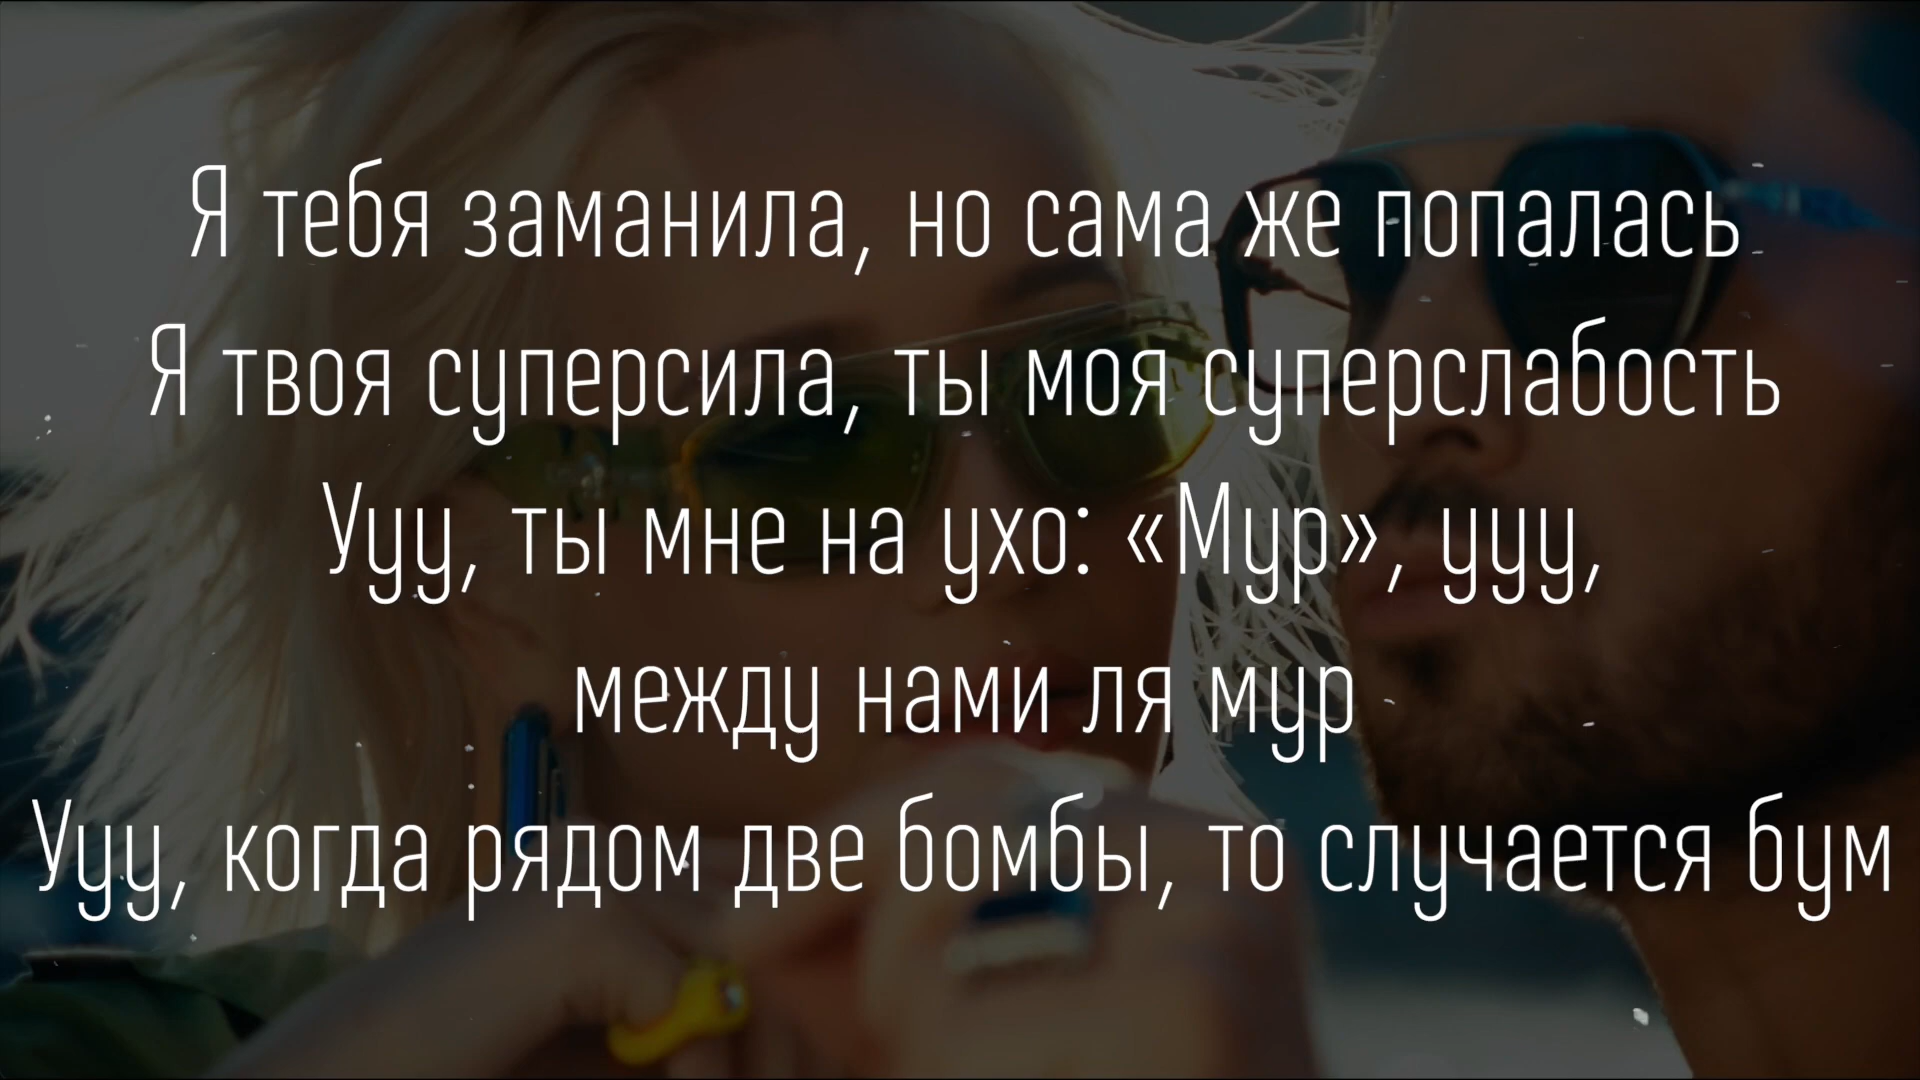 Я тебя заманила, но сама же попалась
Я твоя суперсила, ты моя суперслабость
Ууу, ты мне на ухо: «Мур», ууу,
между нами ля мур
Ууу, когда рядом две бомбы, то случается бум